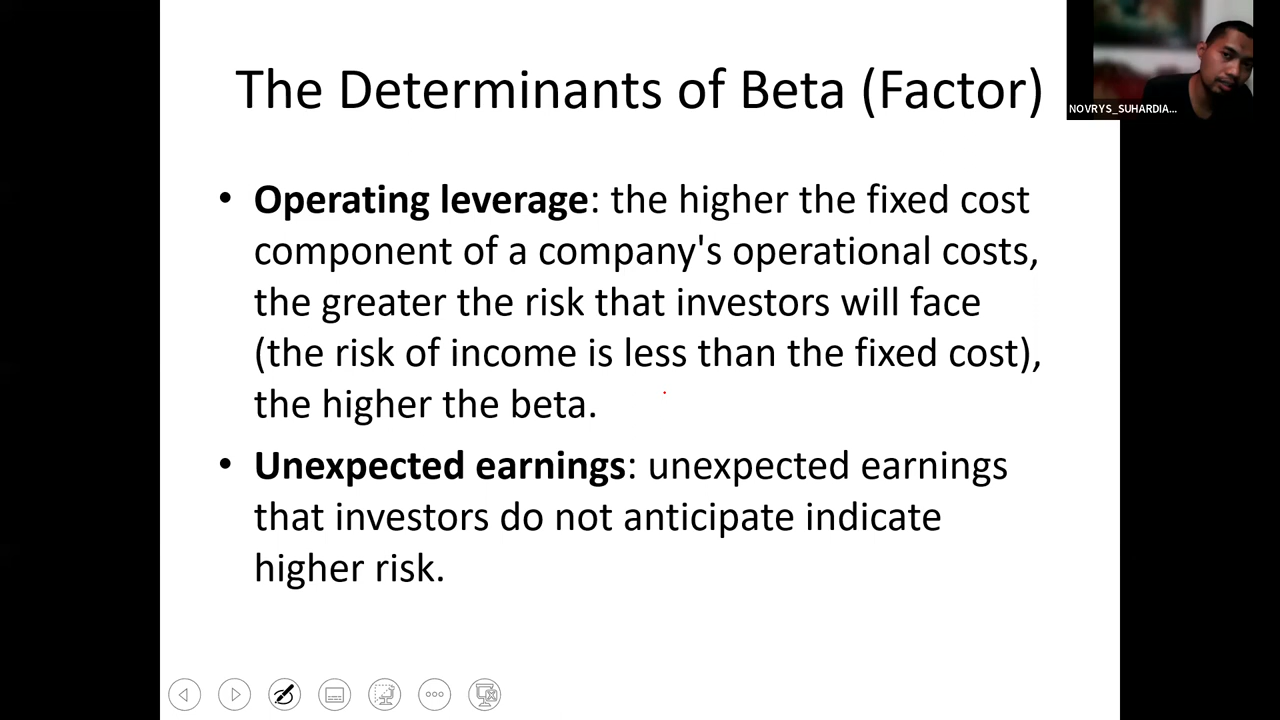 The Determinants of Beta (Factor)
NOVRYS_SUHARDIA...
• Operating leverage: the higher the fixed cost
component of a company's operational costs,
the greater the risk that investors will face
(the risk of income is less than the fixed cost),
the higher the beta.
• Unexpected earnings: unexpected earnings
that investors do not anticipate indicate
higher risk.